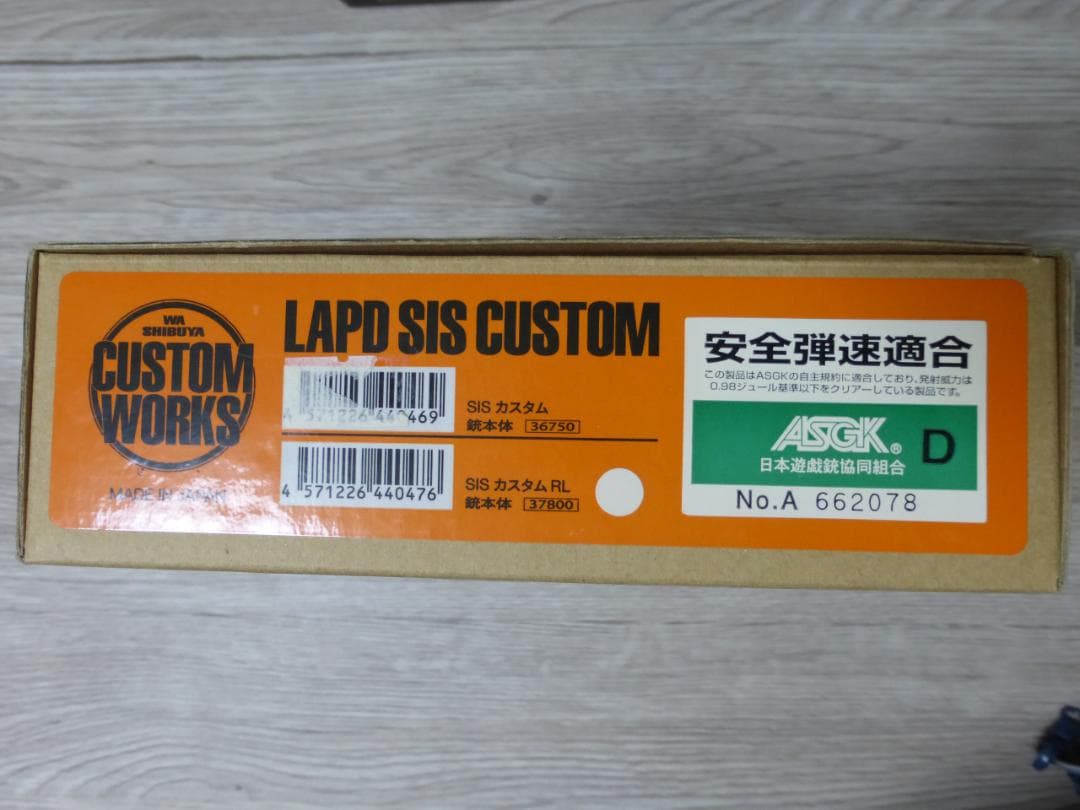 WA
SHIBUYA
CUSTOM
WORKS
MADE IN JAPAN
LAPD SIS CUSTOM
4 571226 440469
SIS カスタム
銃本体 36750
4 571226 440476
SIS カスタム RL
銃本体 37800
安全弾速適合
この製品はASGKの自主規約に適合しており、発射威力は
0.98ジュール基準以下をクリアーしている製品です。
ASGK® D
日本遊戯銃協同組合
No.A 662078